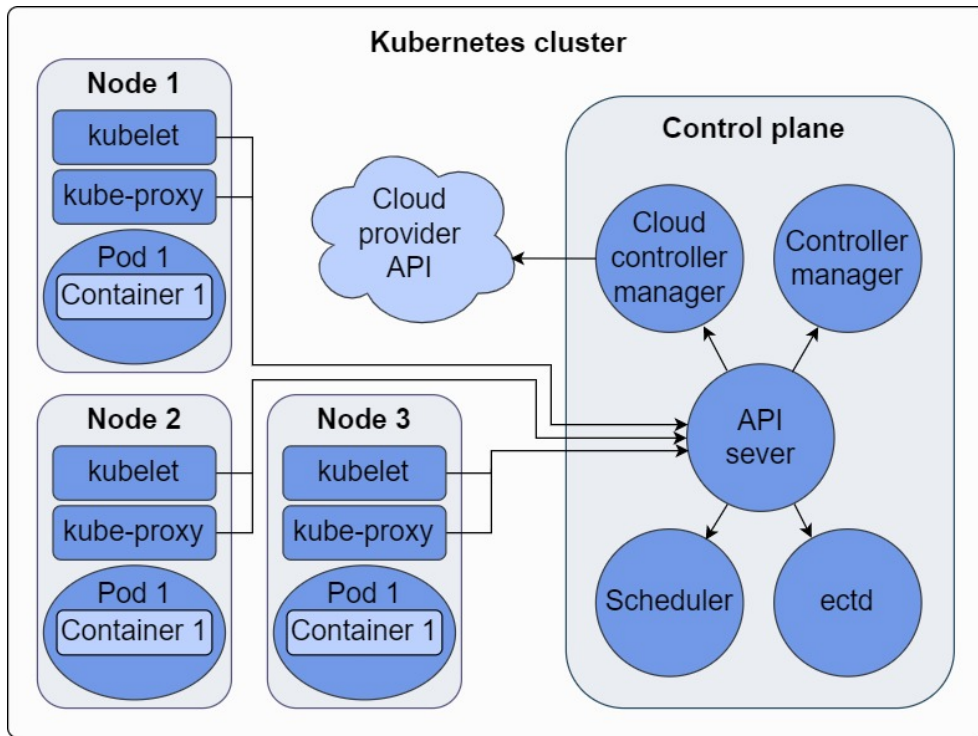 Kubernetes cluster
Node 1
kubelet
kube-proxy
Pod 1
Container 1
Cloud
provider
API
Control plane
Cloud
controller
manager
Controller
manager
API
sever
Scheduler
ectd
Node 2
kubelet
kube-proxy
Pod 1
Container 1
Node 3
kubelet
kube-proxy
Pod 1
Container 1